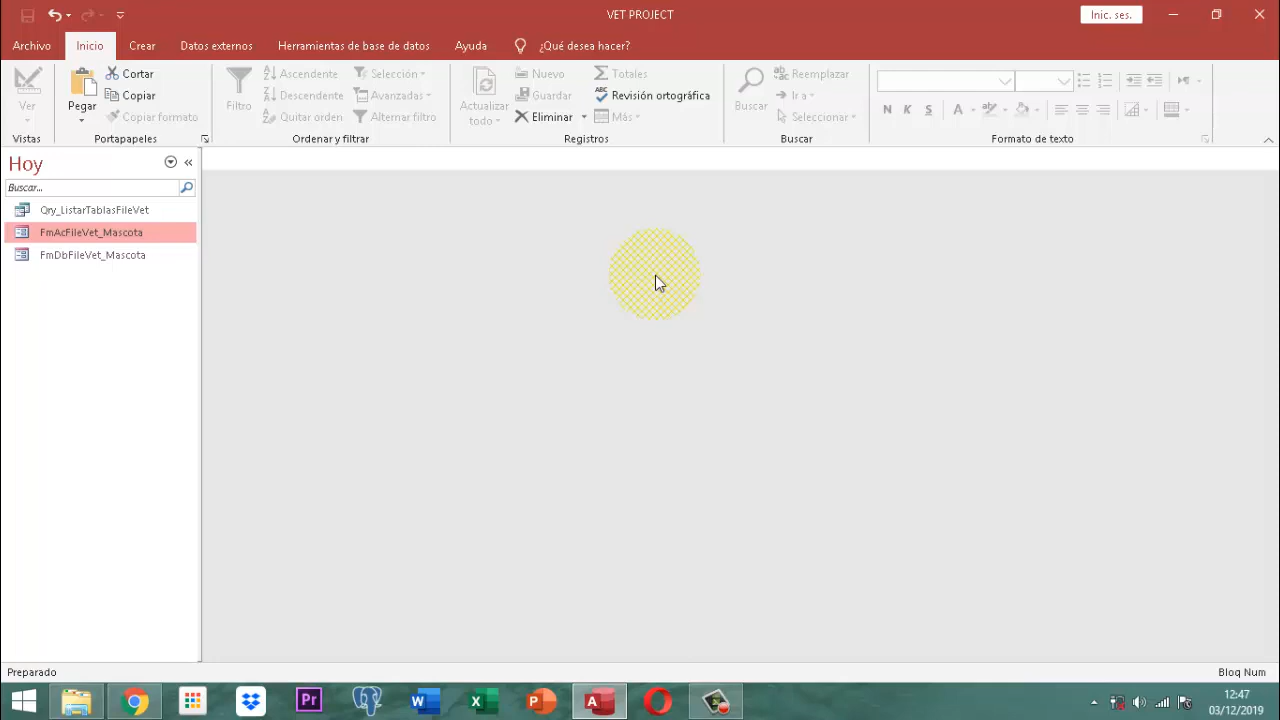 VET PROJECT
Inic. ses.
Archivo Inicio Crear Datos externos Herramientas de base de datos Ayuda ¿Qué desea hacer?
Ver
Vistas
Pegar
Cortar
Copiar
Copiar formato
Portapapeles
Filtro
Ascendente
Descendente
Quitar orden
Selección
Avanzadas
Alternar filtro
Ordenar y filtrar
Actualizar
todo
Nuevo
Guardar
Eliminar
Totales
Revisión ortográfica
Más
Registros
Buscar
Reemplazar
Ir a
Seleccionar
Buscar
N K S A
Formato de texto
Hoy
Buscar...
Qry_ListarTablasFileVet
FmAcFileVet_Mascota
FmDbFileVet_Mascota
Preparado
Bloq Num
Pr
W
X
P
A
12:47
03/12/2019